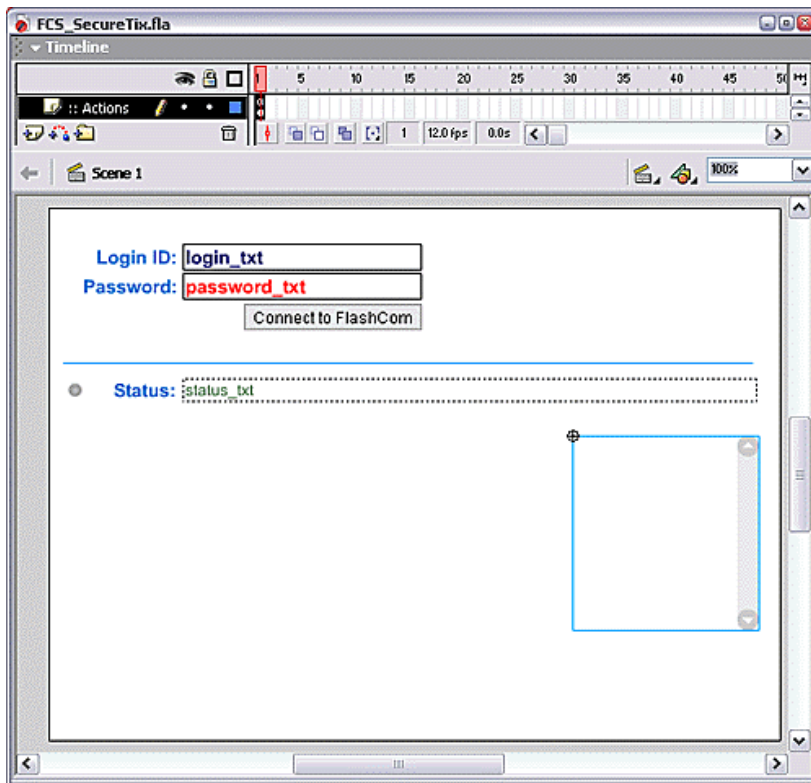 FCS_SecureTix.fla
Timeline
1 5 10 15 20 25 30 35 40 45 50
:: Actions
1 12.0 fps 0.0s
Scene 1 100%
Login ID: login_txt
Password: password_txt
Connect to FlashCom
Status: status_txt